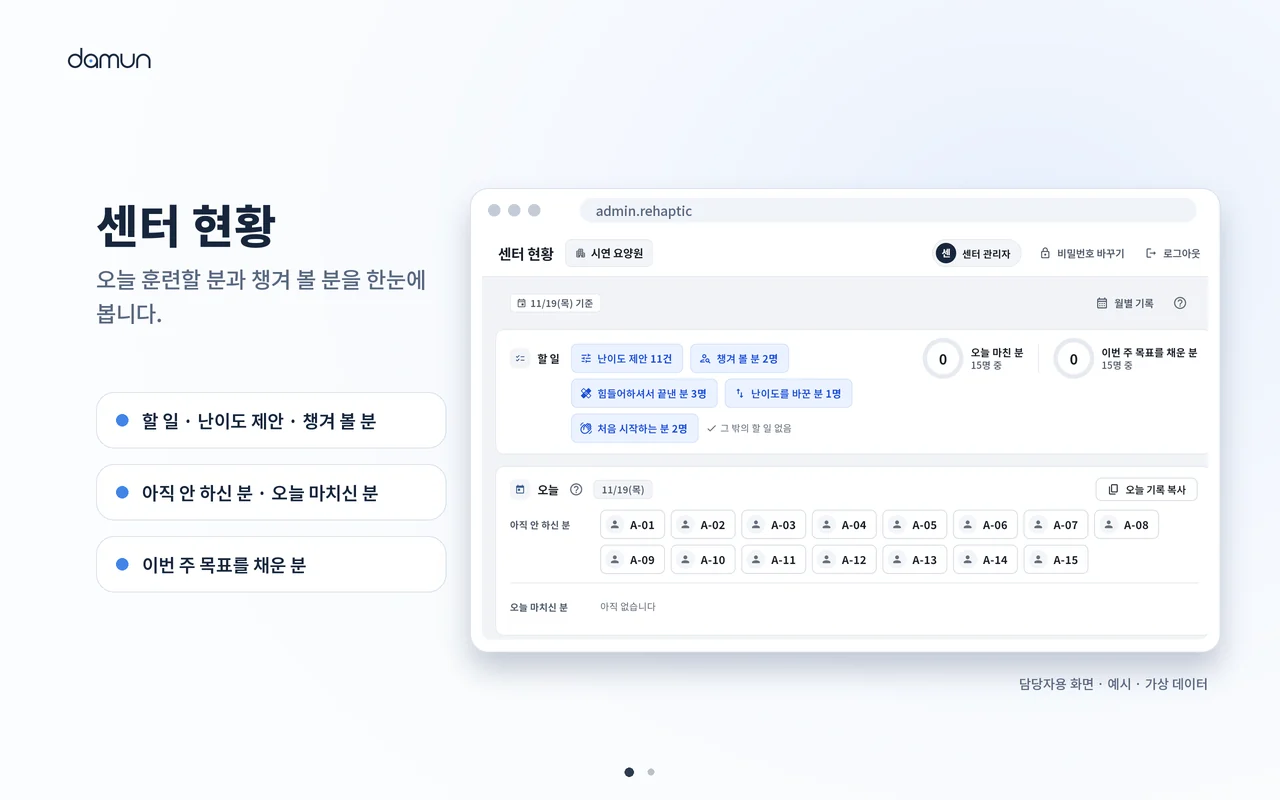 damun
센터 현황
오늘 훈련할 분과 챙겨 볼 분을 한눈에
봅니다.
할 일 · 난이도 제안 · 챙겨 볼 분
아직 안 하신 분 · 오늘 마치신 분
이번 주 목표를 채운 분
admin.rehaptic
센터 현황
시연 요양원
센
센터 관리자
비밀번호 바꾸기
로그아웃
11/19(목) 기준
월별 기록
할 일
난이도 제안 11건
챙겨 볼 분 2명
힘들어하셔서 끝낸 분 3명
난이도를 바꾼 분 1명
처음 시작하는 분 2명
그 밖의 할 일 없음
0
오늘 마친 분
15명 중
0
이번 주 목표를 채운 분
15명 중
오늘
11/19(목)
오늘 기록 복사
아직 안 하신 분
A-01
A-02
A-03
A-04
A-05
A-06
A-07
A-08
A-09
A-10
A-11
A-12
A-13
A-14
A-15
오늘 마치신 분
아직 없습니다
담당자용 화면 · 예시 · 가상 데이터